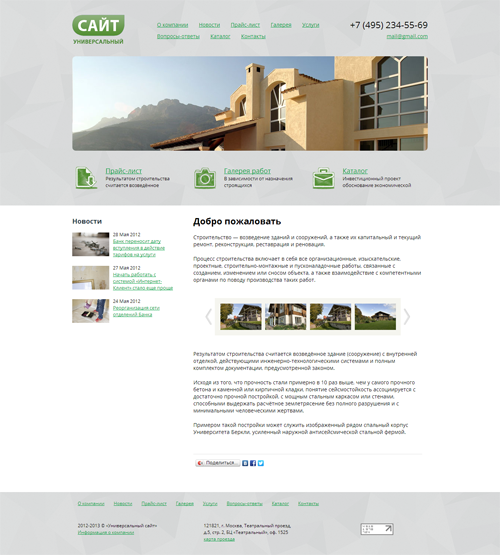 САЙТ
УНИВЕРСАЛЬНЫЙ
О компании Новости Прайс-лист Галерея Услуги
Вопросы-ответы Каталог Контакты
+7 (495) 234-55-69
mail@gmail.com
Прайс-лист
Результатом строительства
считается возведённое
Галерея работ
В зависимости от назначения
строящихся
Каталог
Инвестиционный проект
обоснование экономической
Новости
28 Мая 2012
Банк переносит дату
вступления в действие
тарифов на услуги
27 Мая 2012
Начать работать с
системой «Интернет-
Клиент» стало еще проще
24 Мая 2012
Реорганизация сети
отделений Банка
Добро пожаловать
Строительство — возведение зданий и сооружений, а также их капитальный и текущий
ремонт, реконструкция, реставрация и реновация.
Процесс строительства включает в себя все организационные, изыскательские,
проектные, строительно-монтажные и пусконаладочные работы, связанные с
созданием, изменением или сносом объекта, а также взаимодействие с компетентными
органами по поводу производства таких работ.
Результатом строительства считается возведённое здание (сооружение) с внутренней
отделкой, действующими инженерно-технологическими системами и полным
комплектом документации, предусмотренной законом.
Исходя из того, что прочность стали примерно в 10 раз выше, чем у самого прочного
бетона и каменной или кирпичной кладки, понятие сейсмостойкость ассоциируется с
достаточно прочной постройкой, с мощным стальным каркасом или стенами,
способными выдержать расчётное землетрясение без полного разрушения и с
минимальными человеческими жертвами.
Примером такой постройки может служить изображенный рядом спальный корпус
Университета Беркли, усиленный наружной антисейсмической стальной фермой.
Поделиться...
О компании Новости Прайс-лист Галерея Услуги Вопросы-ответы Каталог Контакты
2012-2013 © «Универсальный сайт»
Информация о компании
121821, г. Москва, Театральный проезд,
д.5, стр. 2, БЦ «Театральный», оф. 1525
карта проезда